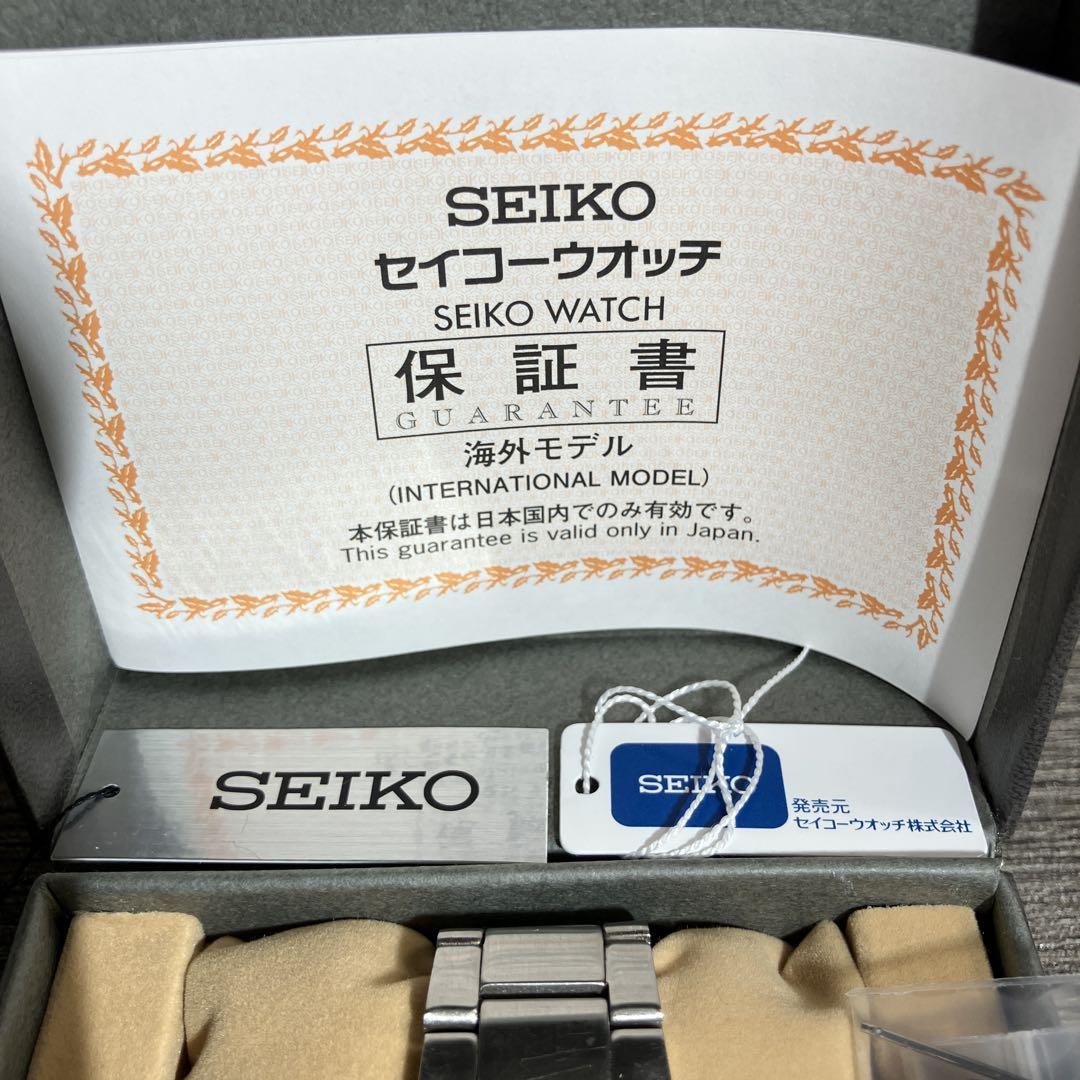 SEIKO
セイコーウオッチ
SEIKO WATCH
保証書
GUARANTEE
海外モデル
(INTERNATIONAL MODEL)
本保証書は日本国内でのみ有効です。
This guarantee is valid only in Japan.
SEIKO
SEIKO
発売元
セイコーウオッチ株式会社